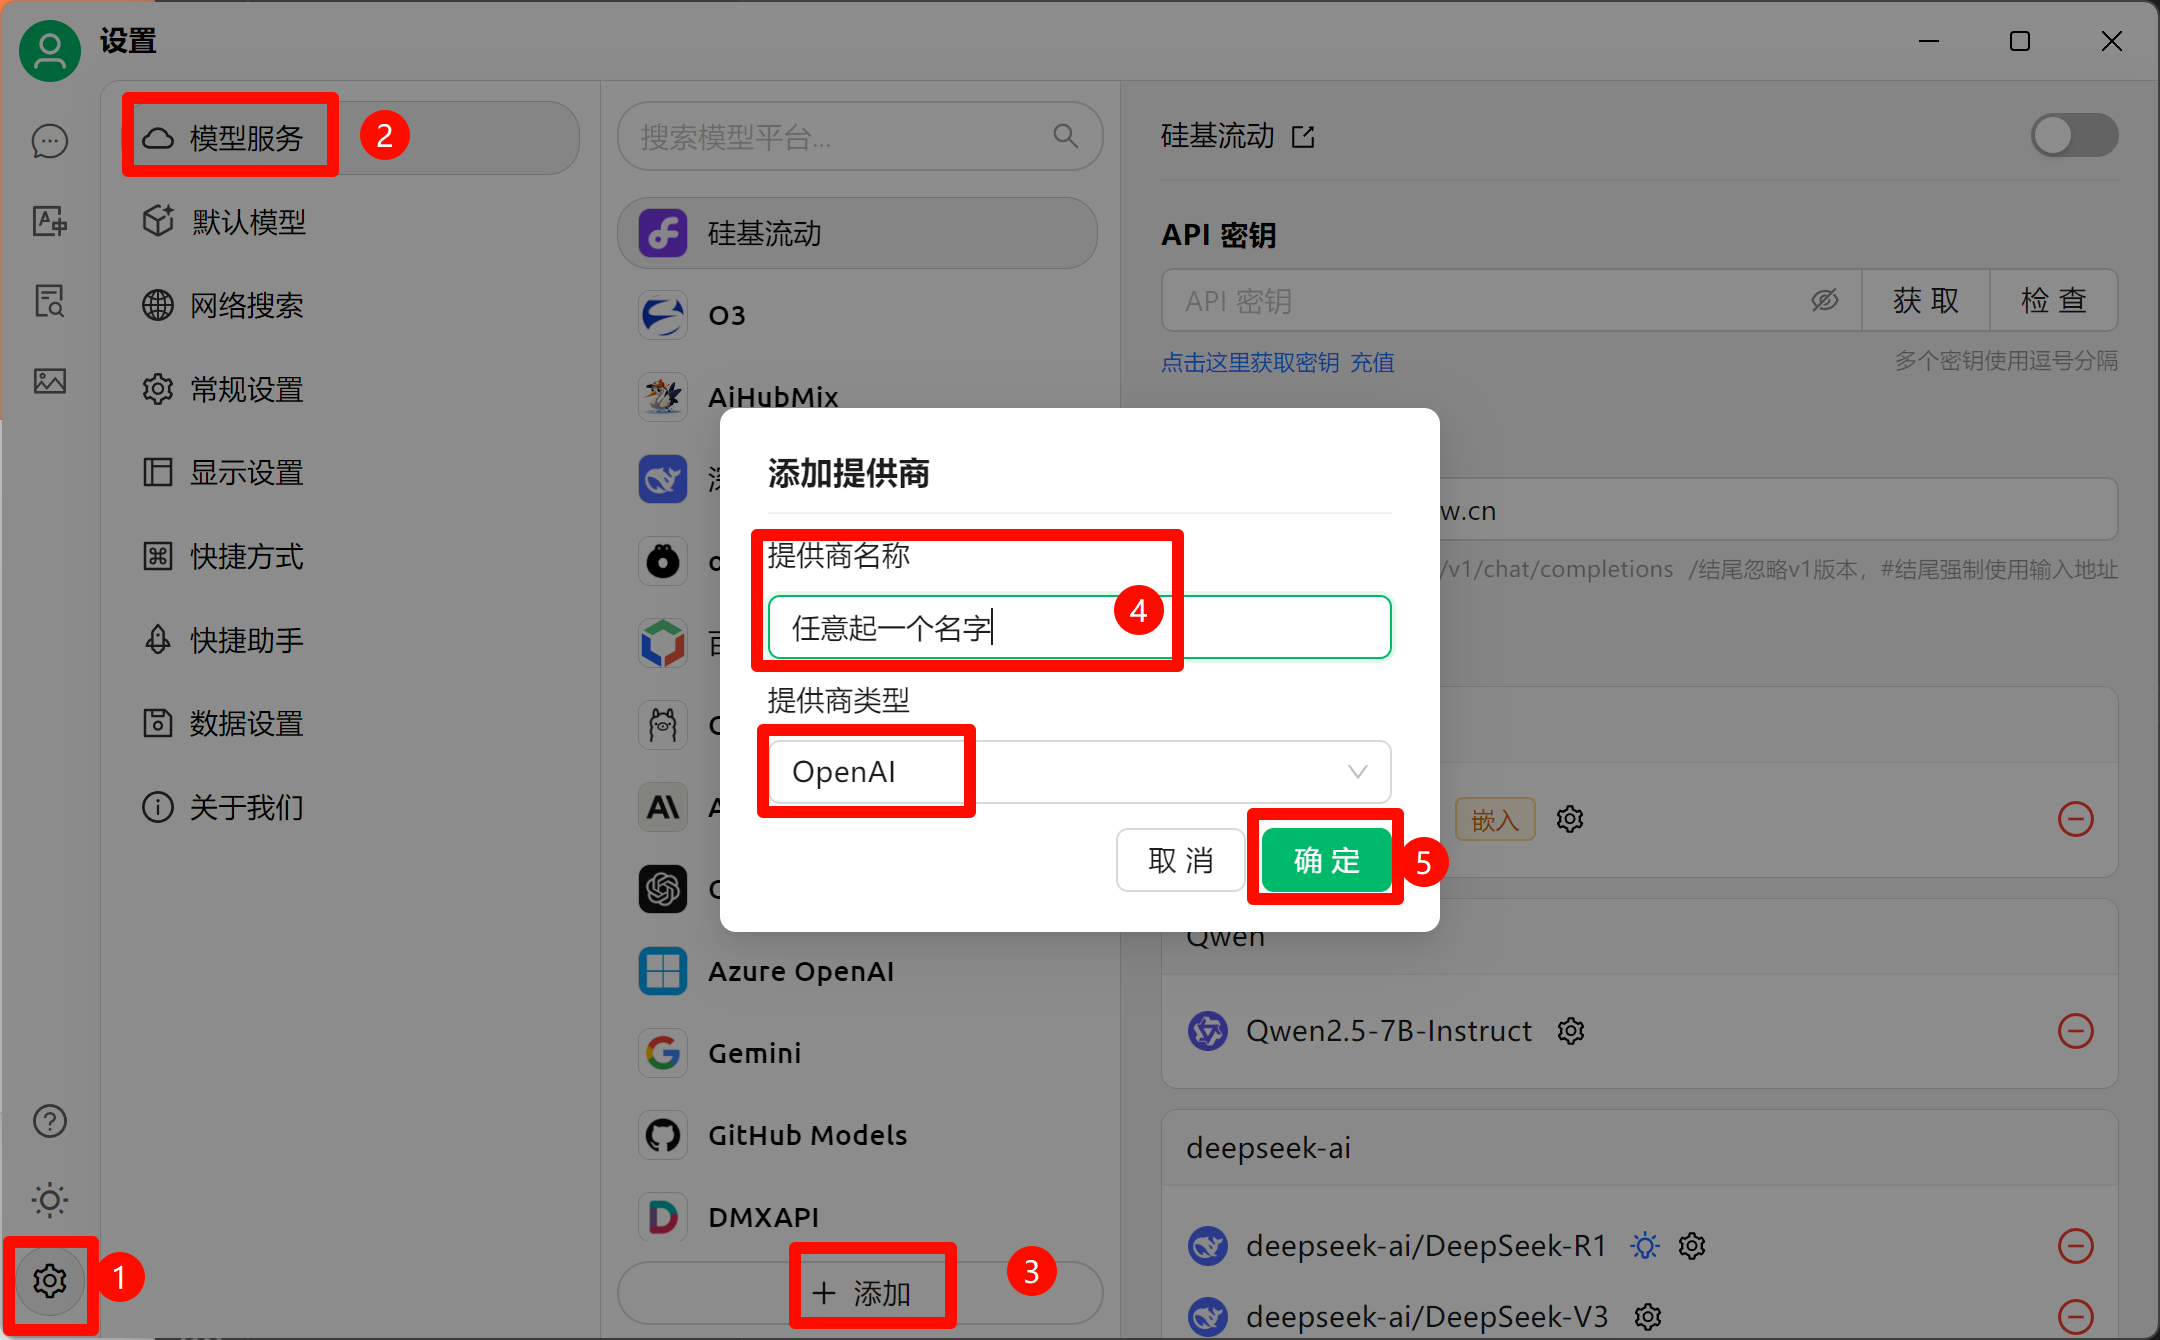 设置
模型服务
2
默认模型
网络搜索
常规设置
显示设置
快捷方式
快捷助手
数据设置
关于我们
1
搜索模型平台...
硅基流动
O3
AiHubMix
Azure OpenAI
Gemini
GitHub Models
DMXAPI
添加
3
硅基流动
API 密钥
API 密钥
获 取
检 查
点击这里获取密钥 充值
多个密钥使用逗号分隔
w.cn
/v1/chat/completions /结尾忽略v1版本，#结尾强制使用输入地址
添加提供商
提供商名称
任意起一个名字
4
提供商类型
OpenAI
取 消
确 定
5
嵌入
Qwen
Qwen2.5-7B-Instruct
deepseek-ai
deepseek-ai/DeepSeek-R1
deepseek-ai/DeepSeek-V3